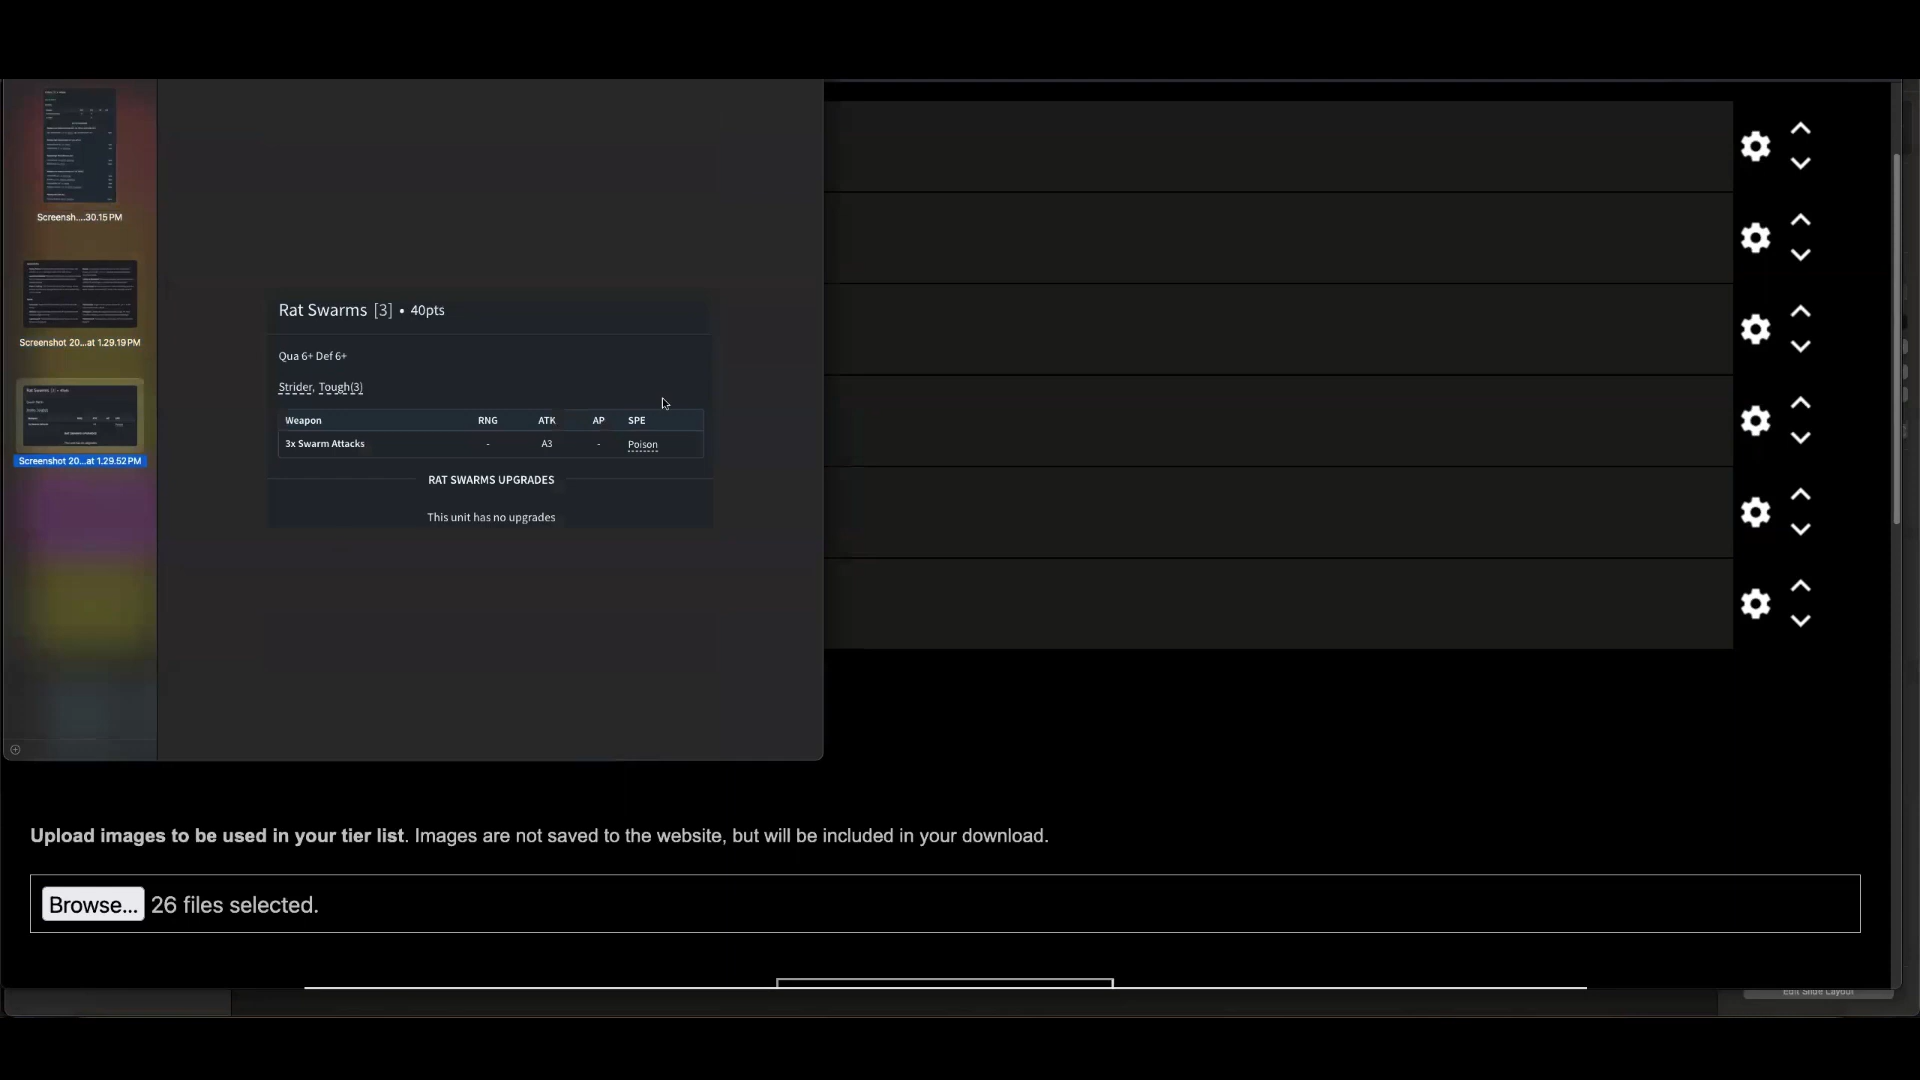 Screensh....30.15 PM
Screenshot 20...at 1.29.19 PM
Screenshot 20...at 1.29.52 PM
Rat Swarms [3] • 40pts
Qua 6+ Def 6+
Strider, Tough(3)
Weapon RNG ATK AP SPE
3x Swarm Attacks - A3 - Poison
RAT SWARMS UPGRADES
This unit has no upgrades
Upload images to be used in your tier list. Images are not saved to the website, but will be included in your download.
Browse... 26 files selected.
Edit Slide Layout